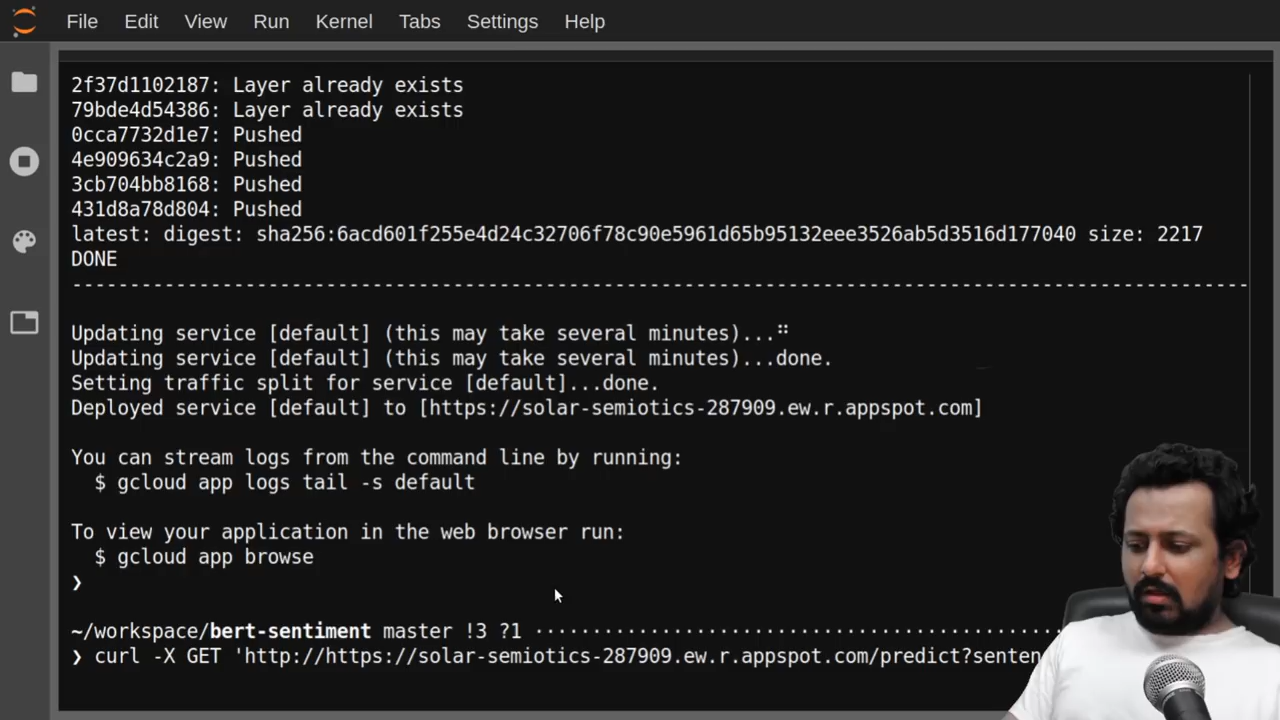 File Edit View Run Kernel Tabs Settings Help
2f37d1102187: Layer already exists
79bde4d54386: Layer already exists
0cca7732d1e7: Pushed
4e909634c2a9: Pushed
3cb704bb8168: Pushed
431d8a78d804: Pushed
latest: digest: sha256:6acd601f255e4d24c32706f78c90e5961d65b95132eee3526ab5d3516d177040 size: 2217
DONE
--------------------------------------------------------------------------------
Updating service [default] (this may take several minutes)...⠛
Updating service [default] (this may take several minutes)...done.
Setting traffic split for service [default]...done.
Deployed service [default] to [https://solar-semiotics-287909.ew.r.appspot.com]
You can stream logs from the command line by running:
$ gcloud app logs tail -s default
To view your application in the web browser run:
$ gcloud app browse
❯
~/workspace/bert-sentiment master !3 ?1 ··············································
❯ curl -X GET 'http://https://solar-semiotics-287909.ew.r.appspot.com/predict?senten